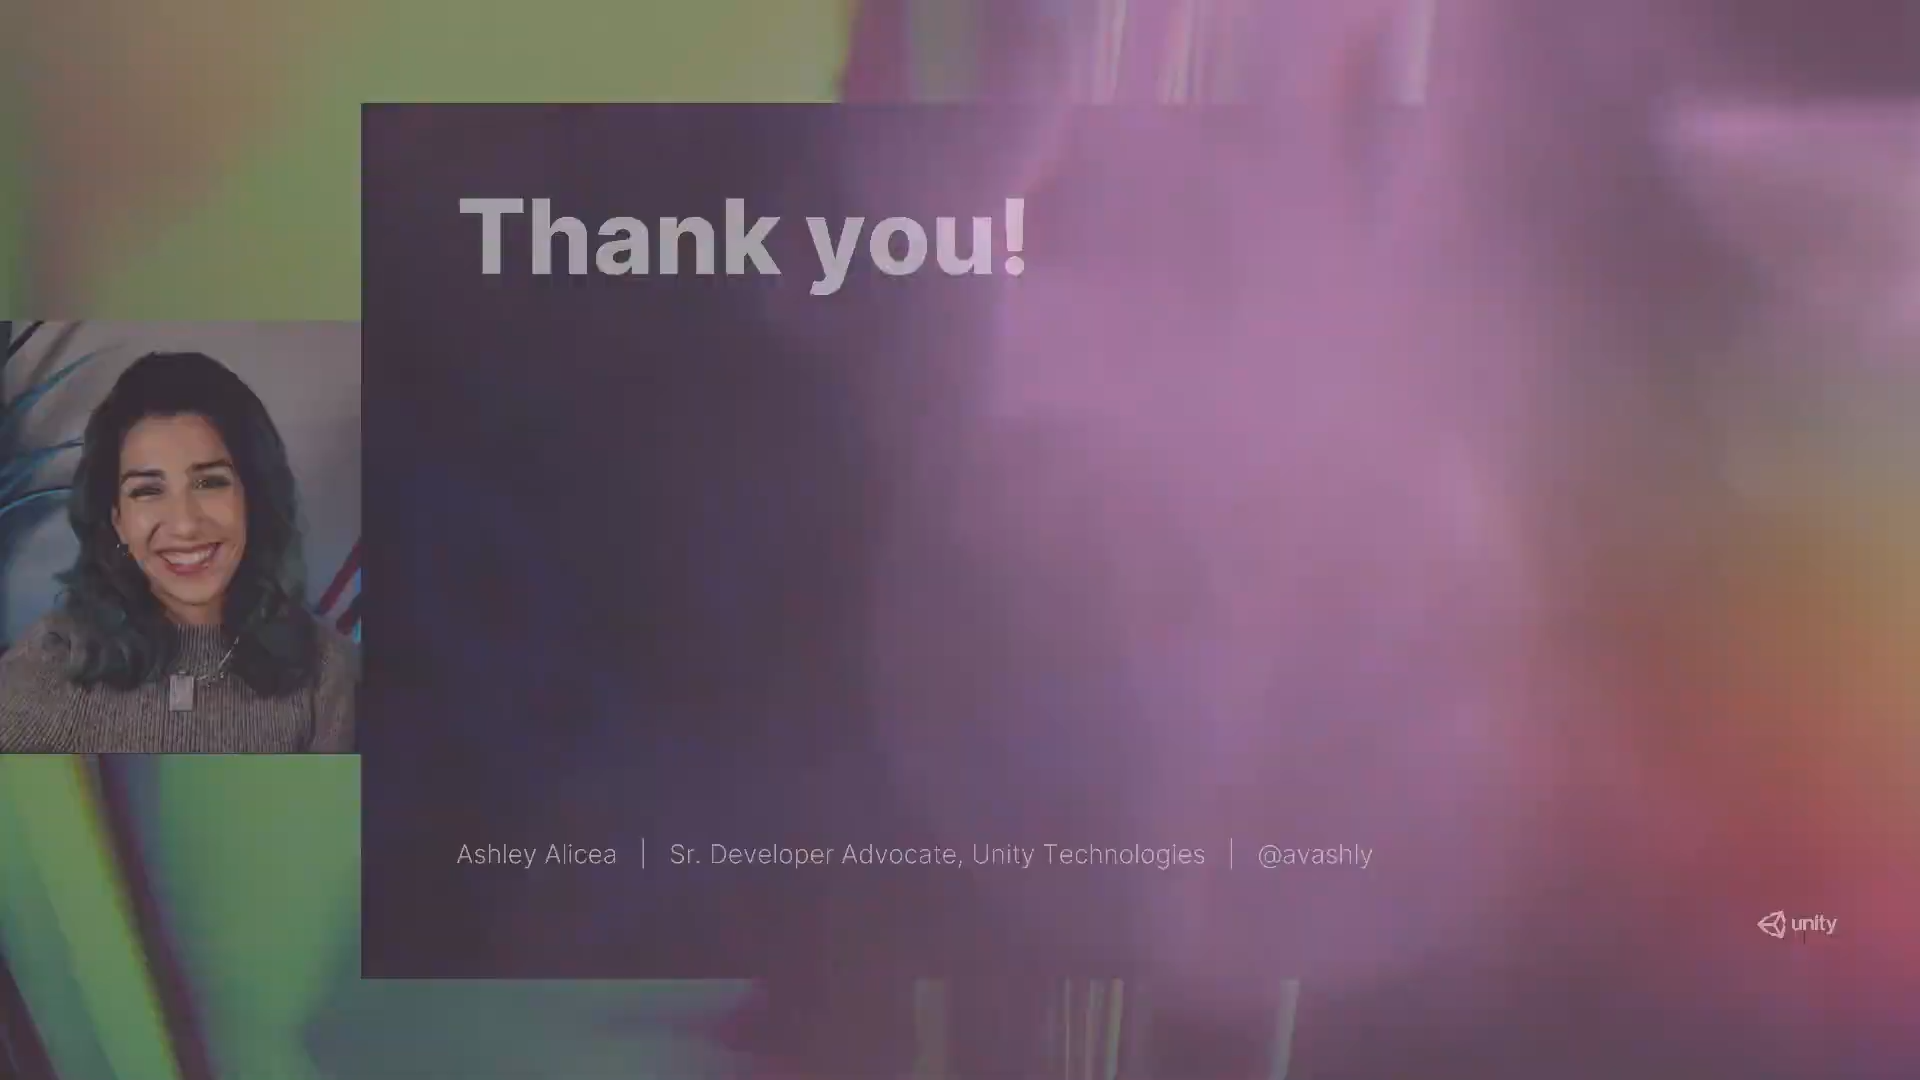 Thank you!
Ashley Alicea | Sr. Developer Advocate, Unity Technologies | @avashly
unity